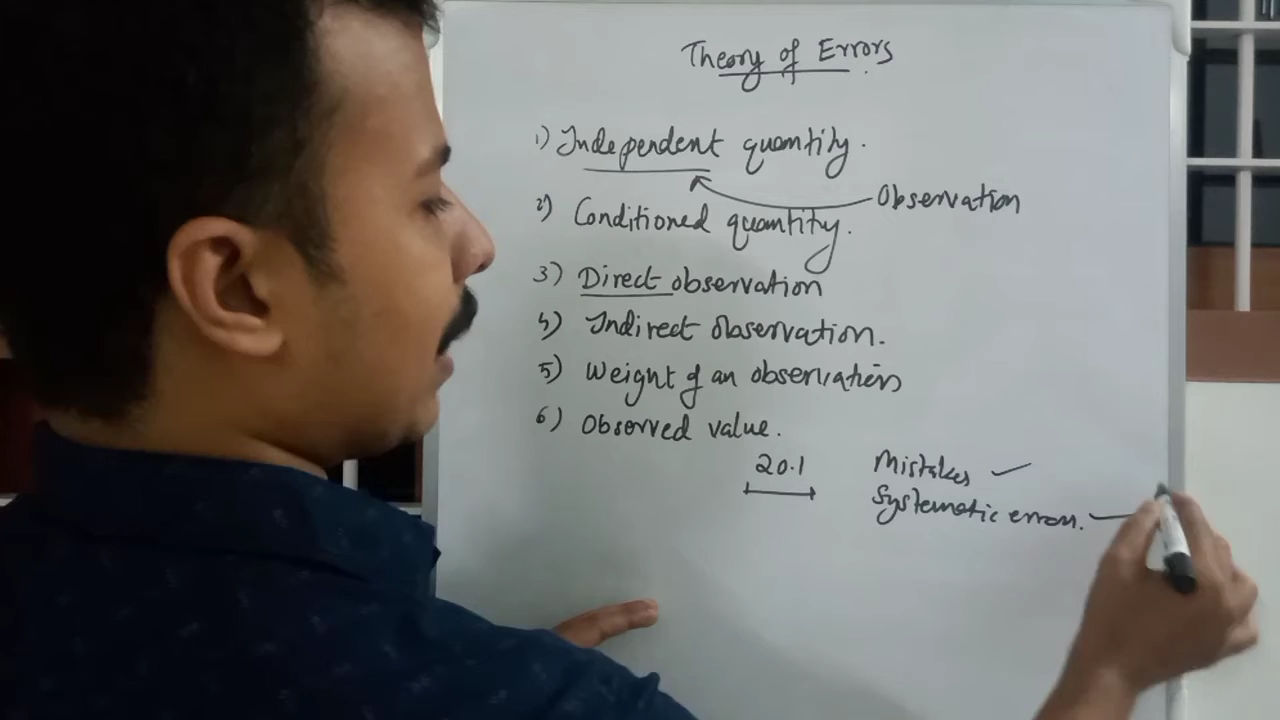 Theory of Errors
1) Independent quantity.
Observation
2) Conditioned quantity.
3) Direct observation
4) Indirect observation.
5) Weight of an observation
6) Observed value.
20.1
Mistakes
Systematic error.